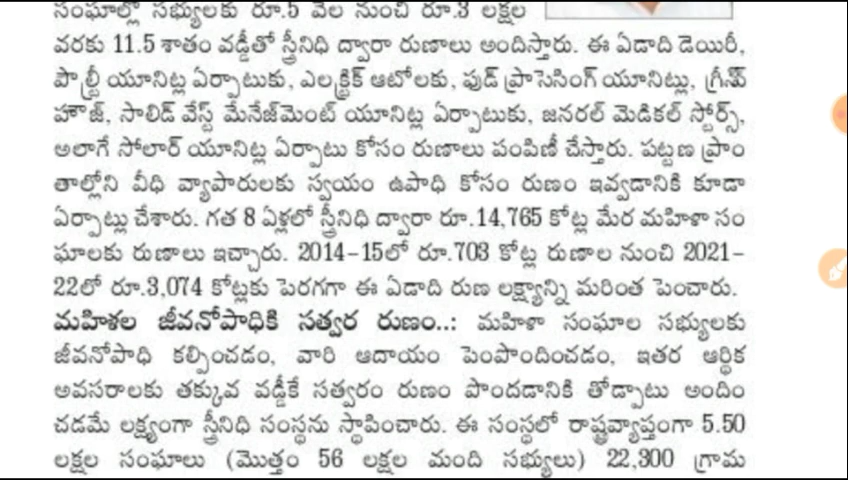 సంఘాల్లో సభ్యులకు రూ.5 వేల నుంచి రూ.3 లక్షల
వరకు 11.5 శాతం వడ్డీతో స్త్రీనిధి ద్వారా రుణాలు అందిస్తారు. ఈ ఏడాది డెయిరీ,
పౌల్ట్రీ యూనిట్ల ఏర్పాటుకు, ఎలక్ట్రిక్ ఆటోలకు, ఫుడ్ ప్రాసెసింగ్ యూనిట్లు, గ్రీన్
హౌజ్, సాలిడ్ వేస్ట్ మేనేజ్‌మెంట్ యూనిట్ల ఏర్పాటుకు, జనరల్ మెడికల్ స్టోర్స్,
అలాగే సోలార్ యూనిట్ల ఏర్పాటు కోసం రుణాలు పంపిణీ చేస్తారు. పట్టణ ప్రాం
తాల్లోని వీధి వ్యాపారులకు స్వయం ఉపాధి కోసం రుణం ఇవ్వడానికి కూడా
ఏర్పాట్లు చేశారు. గత 8 ఏళ్లలో స్త్రీనిధి ద్వారా రూ.14,765 కోట్ల మేర మహిళా సం
ఘాలకు రుణాలు ఇచ్చారు. 2014-15లో రూ.703 కోట్ల రుణాల నుంచి 2021-
22లో రూ.3,074 కోట్లకు పెరగగా ఈ ఏడాది రుణ లక్ష్యాన్ని మరింత పెంచారు.
మహిళల జీవనోపాధికి సత్వర రుణం..: మహిళా సంఘాల సభ్యులకు
జీవనోపాధి కల్పించడం, వారి ఆదాయం పెంపొందించడం, ఇతర ఆర్థిక
అవసరాలకు తక్కువ వడ్డీకే సత్వరం రుణం పొందడానికి తోడ్పాటు అందిం
చడమే లక్ష్యంగా స్త్రీనిధి సంస్థను స్థాపించారు. ఈ సంస్థలో రాష్ట్రవ్యాప్తంగా 5.50
లక్షల సంఘాలు (మొత్తం 56 లక్షల మంది సభ్యులు) 22,300 గ్రామ